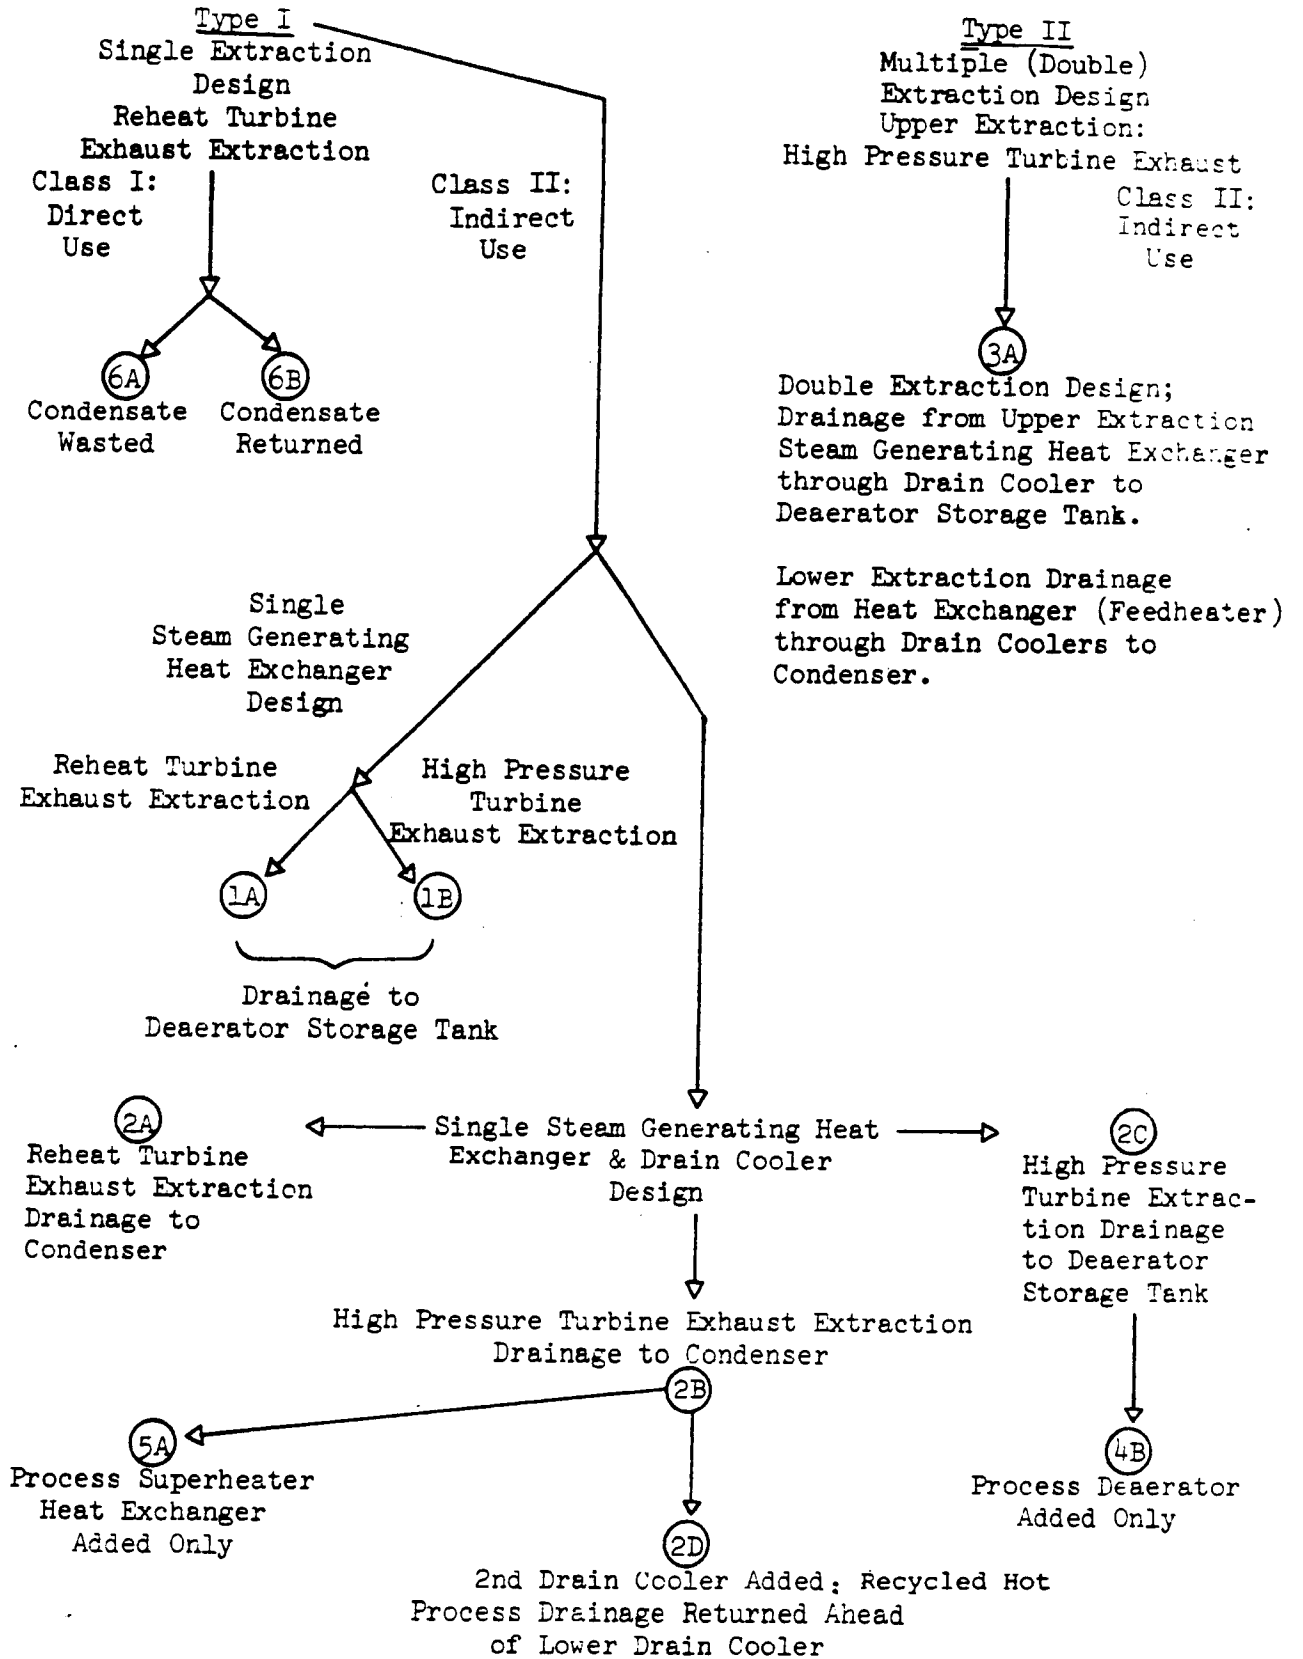 Type I
Single Extraction
Design
Reheat Turbine
Exhaust Extraction
Class I:
Direct
Use
Class II:
Indirect
Use
6A
Condensate
Wasted
6B
Condensate
Returned
Type II
Multiple (Double)
Extraction Design
Upper Extraction:
High Pressure Turbine Exhaust
Class II:
Indirect
Use
3A
Double Extraction Design;
Drainage from Upper Extraction
Steam Generating Heat Exchanger
through Drain Cooler to
Deaerator Storage Tank.
Lower Extraction Drainage
from Heat Exchanger (Feedheater)
through Drain Coolers to
Condenser.
Single
Steam Generating
Heat Exchanger
Design
Reheat Turbine
Exhaust Extraction
High Pressure
Turbine
Exhaust Extraction
1A
1B
Drainage to
Deaerator Storage Tank
2A
Reheat Turbine
Exhaust Extraction
Drainage to
Condenser
Single Steam Generating Heat
Exchanger & Drain Cooler
Design
2C
High Pressure
Turbine Extrac-
tion Drainage
to Deaerator
Storage Tank
High Pressure Turbine Exhaust Extraction
Drainage to Condenser
2B
5A
Process Superheater
Heat Exchanger
Added Only
4B
Process Deaerator
Added Only
2D
2nd Drain Cooler Added: Recycled Hot
Process Drainage Returned Ahead
of Lower Drain Cooler